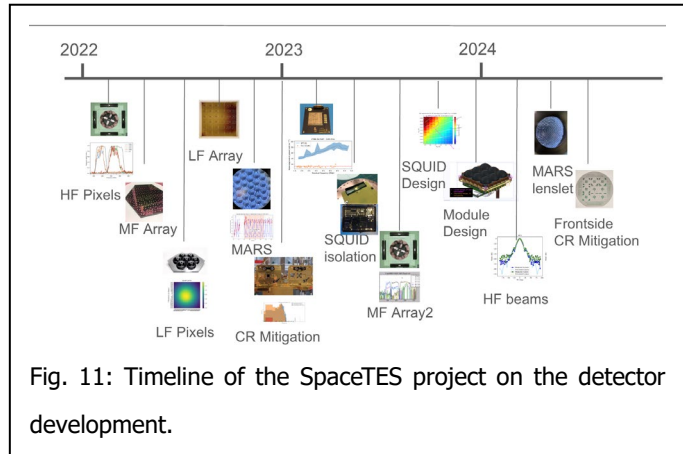 2022
2023
2024
HF Pixels
MF Array
LF Pixels
LF Array
MARS
CR Mitigation
SQUID
isolation
MF Array2
SQUID
Design
Module
Design
HF beams
MARS
lenslet
Frontside
CR Mitigation
Fig. 11: Timeline of the SpaceTES project on the detector
development.